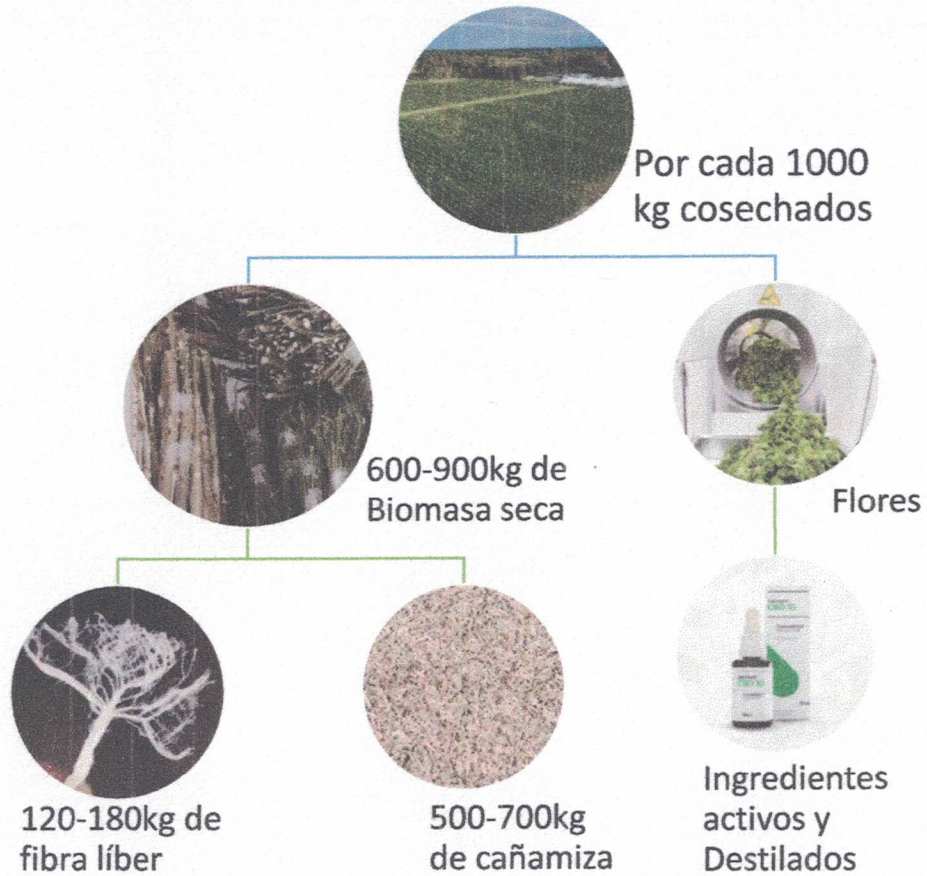 Por cada 1000
kg cosechados
600-900kg de
Biomasa seca
Flores
120-180kg de
fibra líber
500-700kg
de cañamiza
Ingredientes
activos y
Destilados